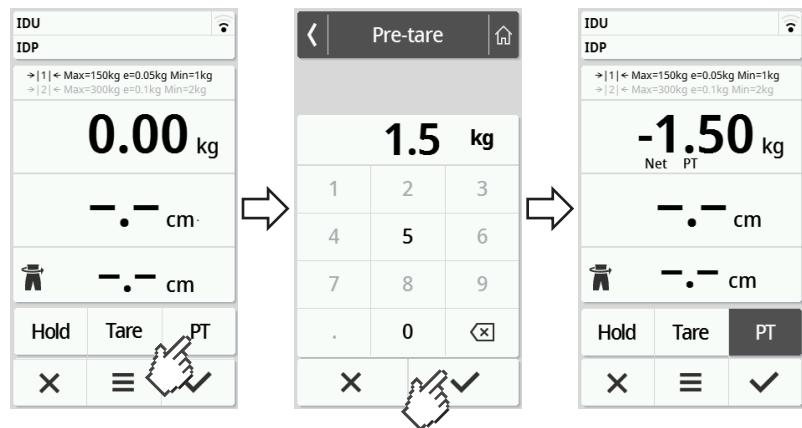 IDU
IDP
→|1|← Max=150kg e=0.05kg Min=1kg
→|2|← Max=300kg e=0.1kg Min=2kg
0.00 kg
-.- cm.
-.- cm
Hold Tare PT
Pre-tare
1.5 kg
1 2 3
4 5 6
7 8 9
. 0
IDU
IDP
→|1|← Max=150kg e=0.05kg Min=1kg
→|2|← Max=300kg e=0.1kg Min=2kg
-1.50 kg
Net PT
-.- cm
-.- cm
Hold Tare PT